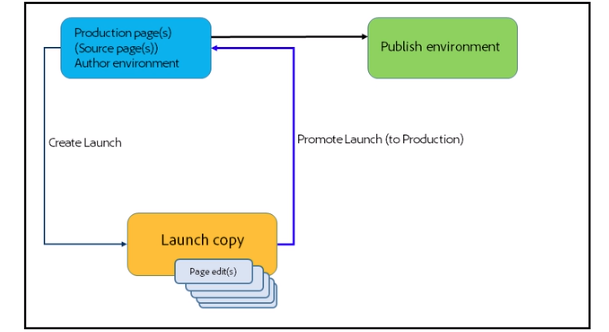 Production page(s)
(Source page(s))
Author environment
Publish environment
Create Launch
Promote Launch (to Production)
Launch copy
Page edit(s)